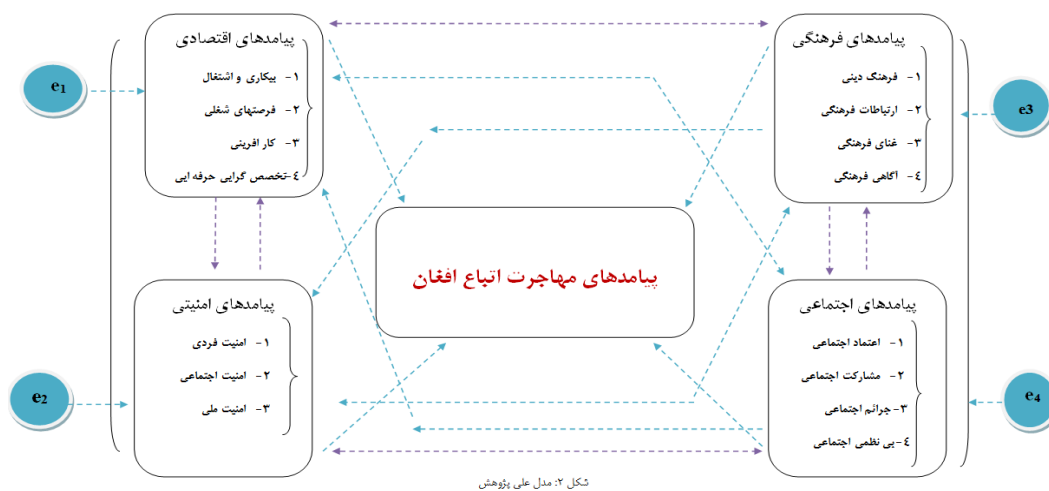 پیامدهای فرهنگی
۱- فرهنگ دینی
۲- ارتباطات فرهنگی
۳- غنای فرهنگی
٤- آگاهی فرهنگی
پیامدهای اقتصادی
۱- بیکاری و اشتغال
۲- فرصتهای شغلی
۳- کار افرینی
٤-تخصص گرایی حرفه ایی
e3
e1
پیامدهای مهاجرت اتباع افغان
پیامدهای اجتماعی
۱- اعتماد اجتماعی
۲- مشارکت اجتماعی
۳-جرائم اجتماعی
٤-بی نظمی اجتماعی
پیامدهای امنیتی
۱- امنیت فردی
۲- امنیت اجتماعی
۳- امنیت ملی
e4
e2
شکل ۲: مدل علی پژوهش